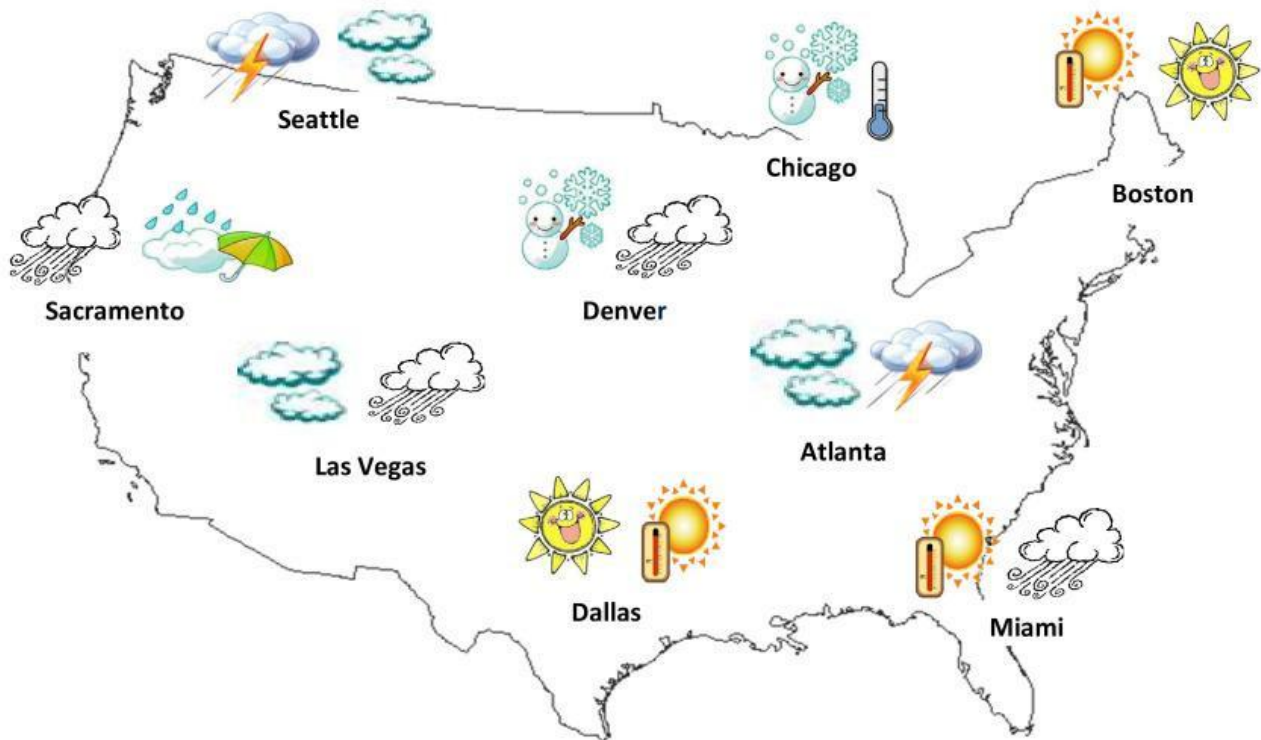 Seattle
Chicago
Boston
Sacramento
Denver
Las Vegas
Atlanta
Dallas
Miami